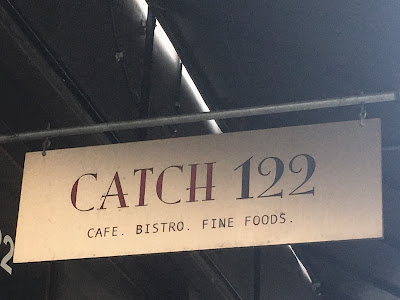 CATCH 122
CAFE. BISTRO. FINE FOODS.